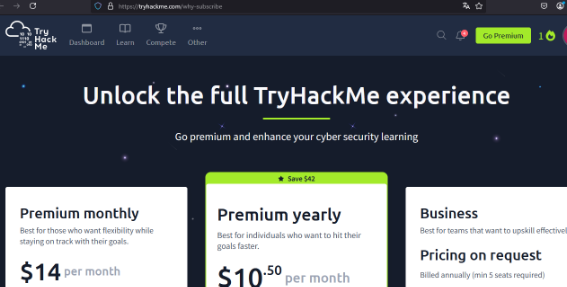 https://tryhackme.com/why-subscribe
Try
Hack
Me
Dashboard
Learn
Compete
Other
Go Premium
1
Unlock the full TryHackMe experience
Go premium and enhance your cyber security learning
Save $42
Premium monthly
Best for those who want flexibility while
staying on track with their goals.
$14 per month
Premium yearly
Best for individuals who want to hit their
goals faster.
$10.50 per month
Business
Best for teams that want to upskill effectivel
Pricing on request
Billed annually (min 5 seats required)